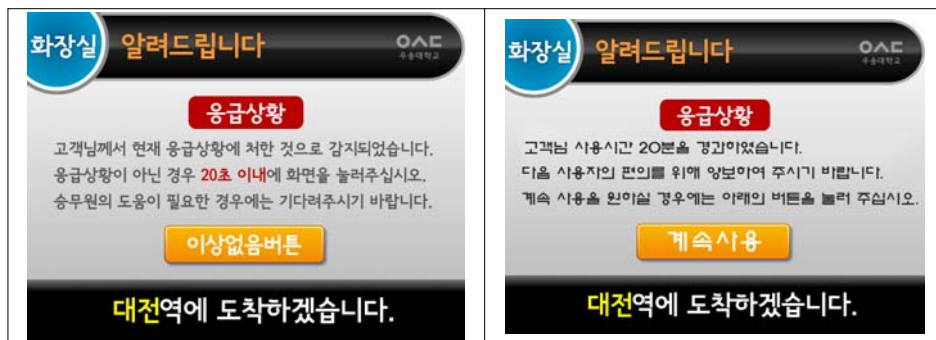 화장실 알려드립니다
우송대학교
응급상황
고객님께서 현재 응급상황에 처한 것으로 감지되었습니다.
응급상황이 아닌 경우 20초 이내에 화면을 눌러주십시오.
승무원의 도움이 필요한 경우에는 기다려주시기 바랍니다.
이상없음버튼
대전역에 도착하겠습니다.
화장실 알려드립니다
우송대학교
응급상황
고객님 사용시간 20분을 경과하였습니다.
다음 사용자의 편의를 위해 양보하여 주시기 바랍니다.
계속 사용을 원하실 경우에는 아래의 버튼을 눌러 주십시오.
계속사용
대전역에 도착하겠습니다.